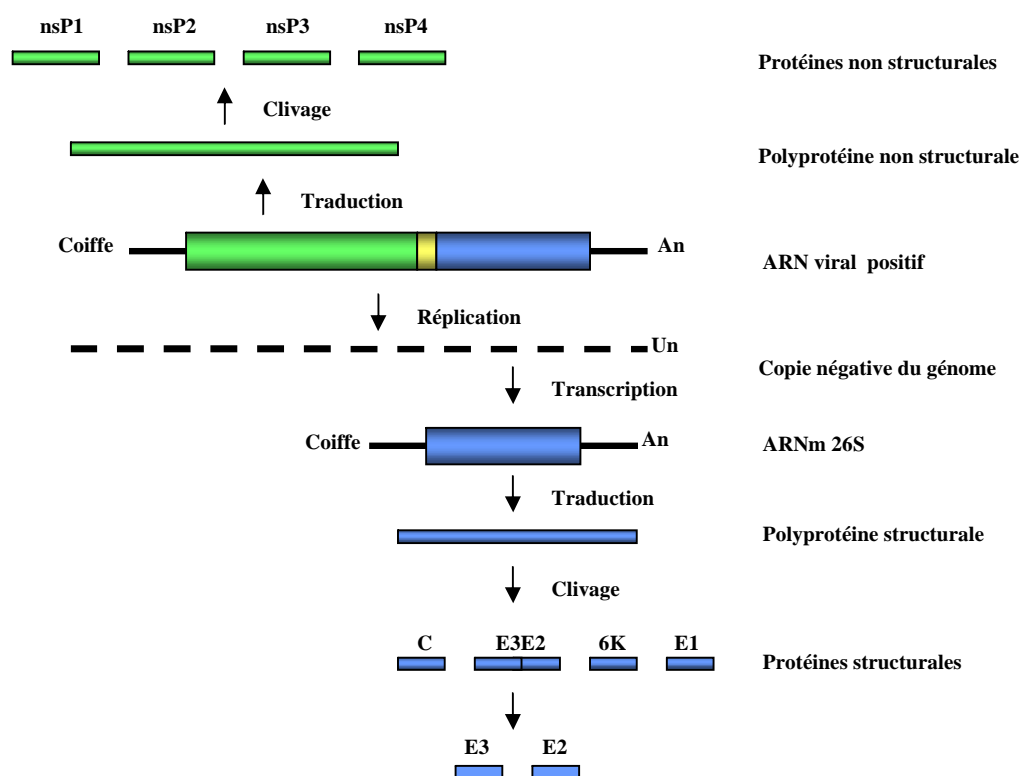 nsP1 nsP2 nsP3 nsP4
Protéines non structurales
Clivage
Polyprotéine non structurale
Traduction
Coiffe An
ARN viral positif
Réplication
Un
Copie négative du génome
Transcription
Coiffe An ARNm 26S
Traduction
Polyprotéine structurale
Clivage
C E3E2 6K E1
Protéines structurales
E3 E2